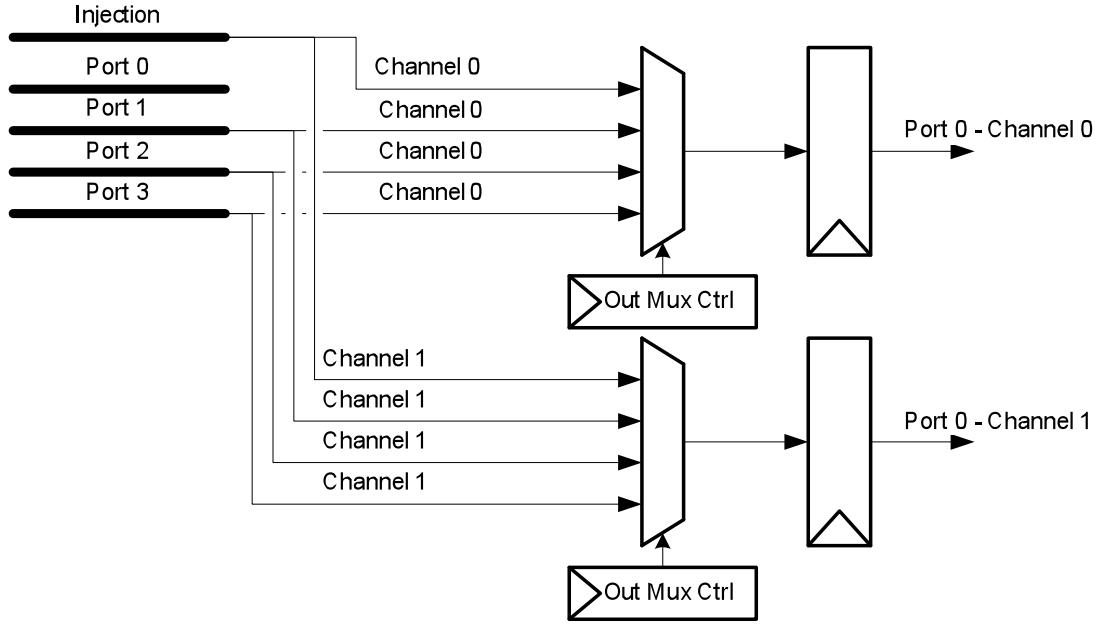 Injection
Port 0
Port 1
Port 2
Port 3
Channel 0
Channel 0
Channel 0
Channel 0
Port 0 - Channel 0
Out Mux Ctrl
Channel 1
Channel 1
Channel 1
Channel 1
Port 0 - Channel 1
Out Mux Ctrl